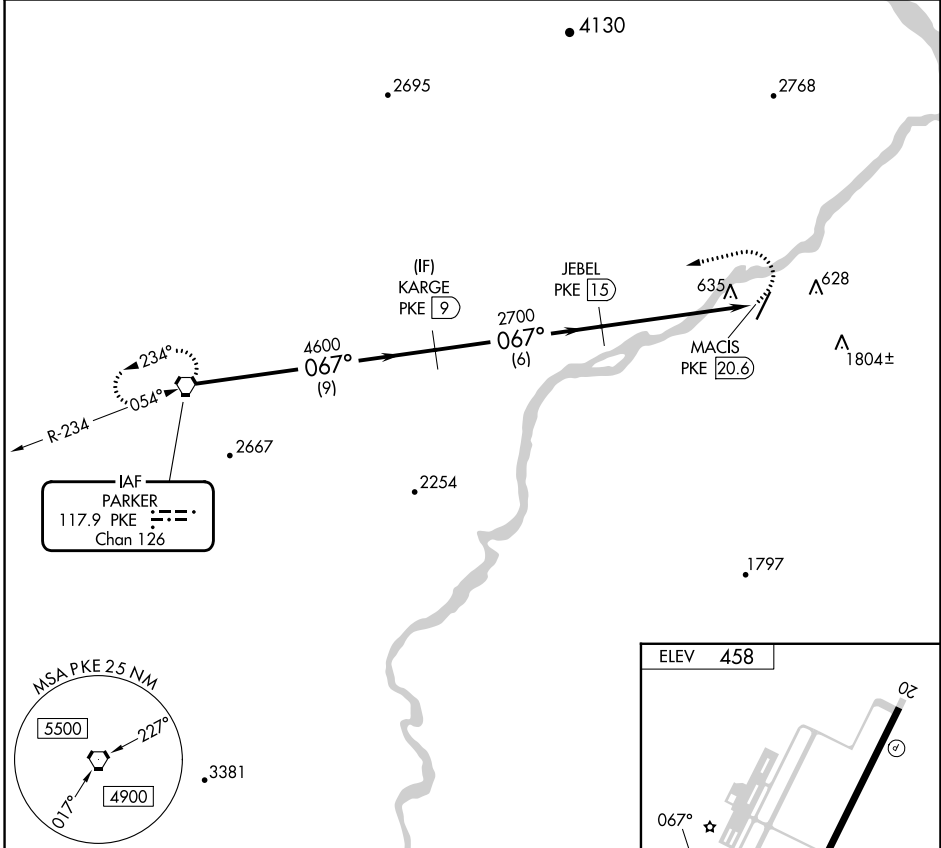 4130
2695
2768
(IF)
KARGE
PKE 9
JEBEL
PKE 15
635
628
4600
067°
(9)
2700
067°
(6)
MACIS
PKE 20.6
1804±
234°
054°
R-234
2667
2254
IAF
PARKER
117.9 PKE
Chan 126
1797
MSA PKE 25 NM
5500
227°
4900
017°
3381
ELEV 458
20
P
067°